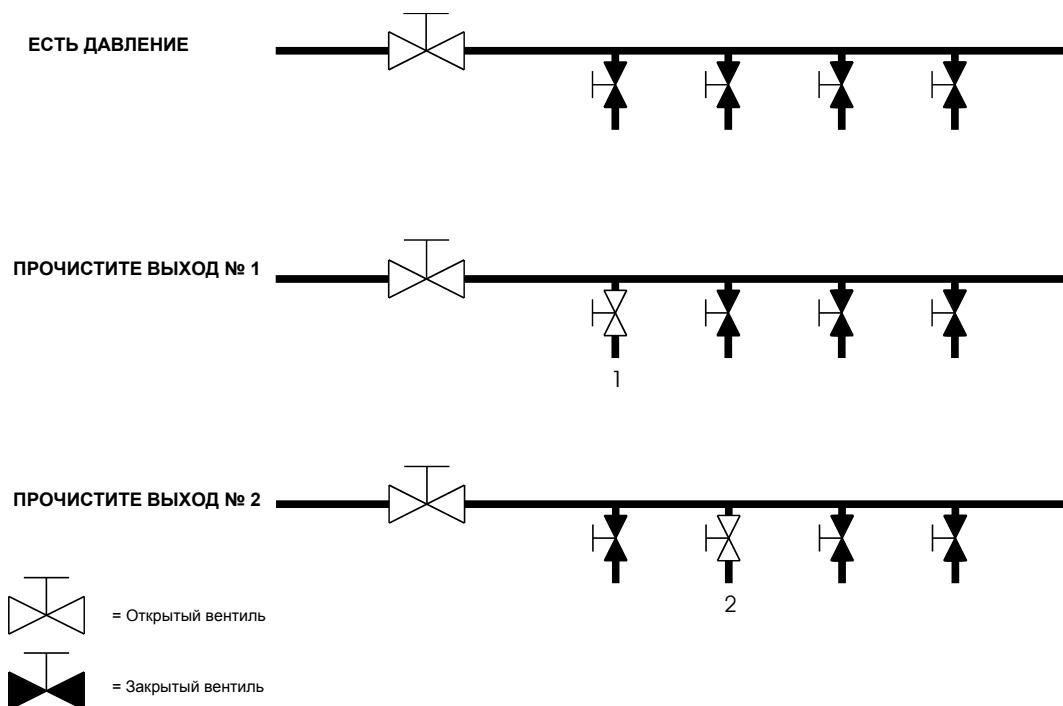 ЕСТЬ ДАВЛЕНИЕ
ПРОЧИСТИТЕ ВЫХОД № 1
1
ПРОЧИСТИТЕ ВЫХОД № 2
2
= Открытый вентиль
= Закрытый вентиль